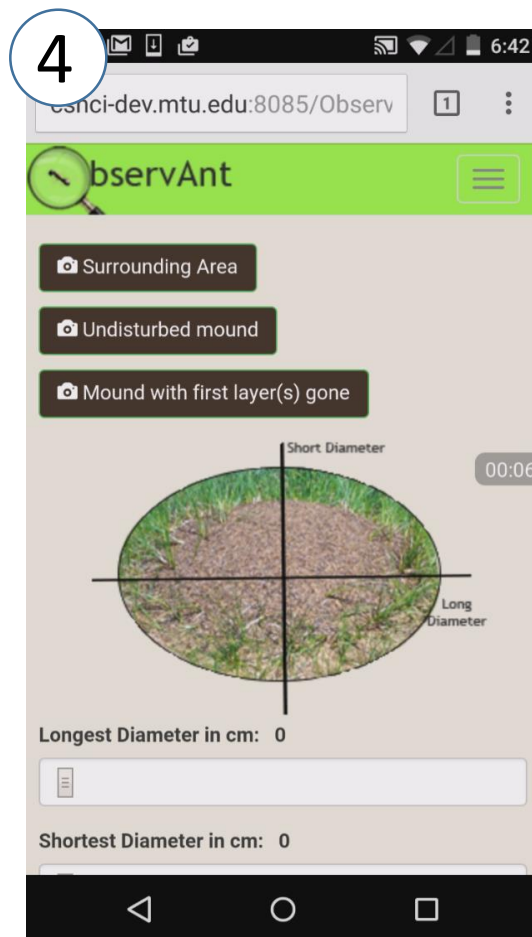 4
6:42
cshci-dev.mtu.edu:8085/Observ
1
bservAnt
Surrounding Area
Undisturbed mound
Mound with first layer(s) gone
Short Diameter
00:06
Long
Diameter
Longest Diameter in cm: 0
Shortest Diameter in cm: 0